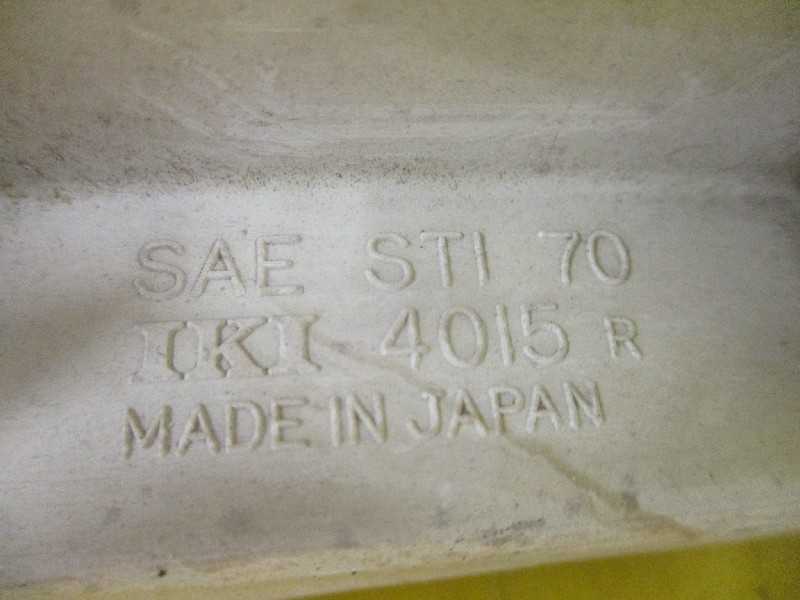 SAE STI 70
IKI 4015 R
MADE IN JAPAN